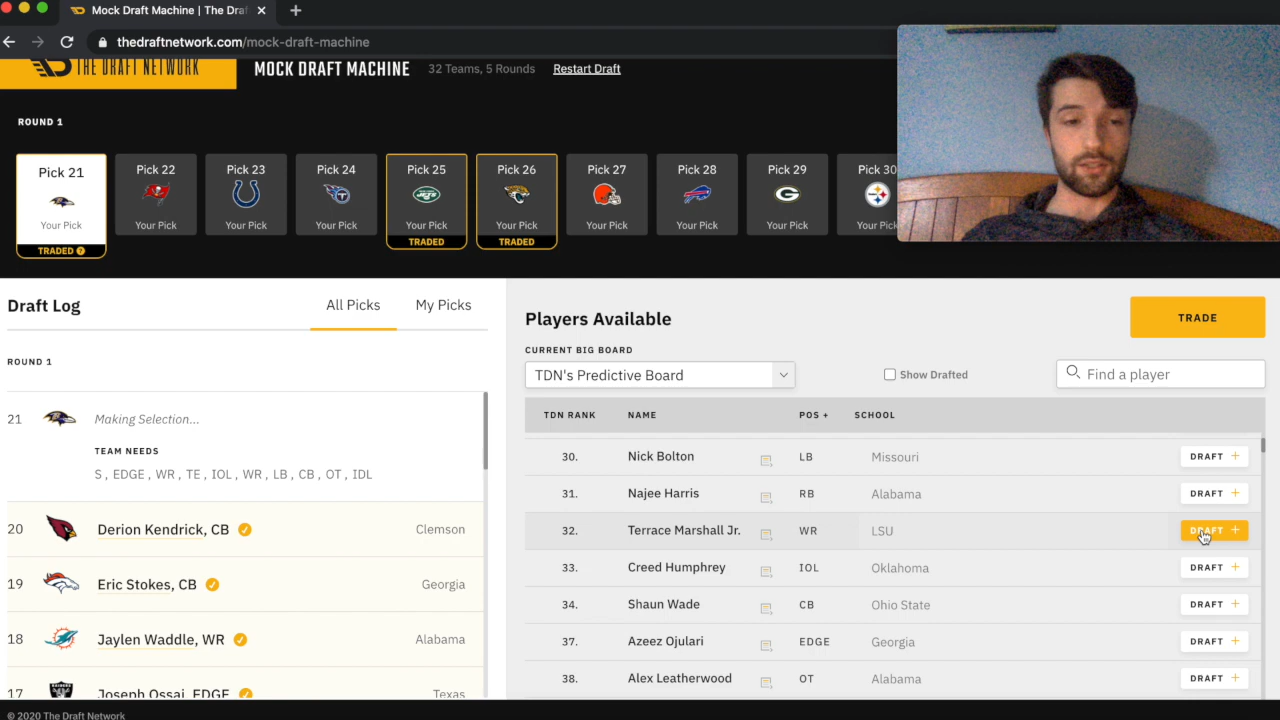 Mock Draft Machine | The Dra
thedraftnetwork.com/mock-draft-machine
THE DRAFT NETWORK
MOCK DRAFT MACHINE 32 Teams, 5 Rounds Restart Draft
ROUND 1
Pick 21 Pick 22 Pick 23 Pick 24 Pick 25 Pick 26 Pick 27 Pick 28 Pick 29 Pick 30
Your Pick Your Pick Your Pick Your Pick Your Pick Your Pick Your Pick Your Pick Your Pick Your Pick
TRADED ? TRADED TRADED
Draft Log All Picks My Picks
ROUND 1
21 Making Selection...
TEAM NEEDS
S , EDGE , WR , TE , IOL , WR , LB , CB , OT , IDL
20 Derion Kendrick, CB Clemson
19 Eric Stokes, CB Georgia
18 Jaylen Waddle, WR Alabama
17 Joseph Ossai, EDGE Texas
Players Available TRADE
CURRENT BIG BOARD
TDN's Predictive Board Show Drafted Find a player
TDN RANK NAME POS + SCHOOL
30. Nick Bolton LB Missouri DRAFT +
31. Najee Harris RB Alabama DRAFT +
32. Terrace Marshall Jr. WR LSU DRAFT +
33. Creed Humphrey IOL Oklahoma DRAFT +
34. Shaun Wade CB Ohio State DRAFT +
37. Azeez Ojulari EDGE Georgia DRAFT +
38. Alex Leatherwood OT Alabama DRAFT +
© 2020 The Draft Network